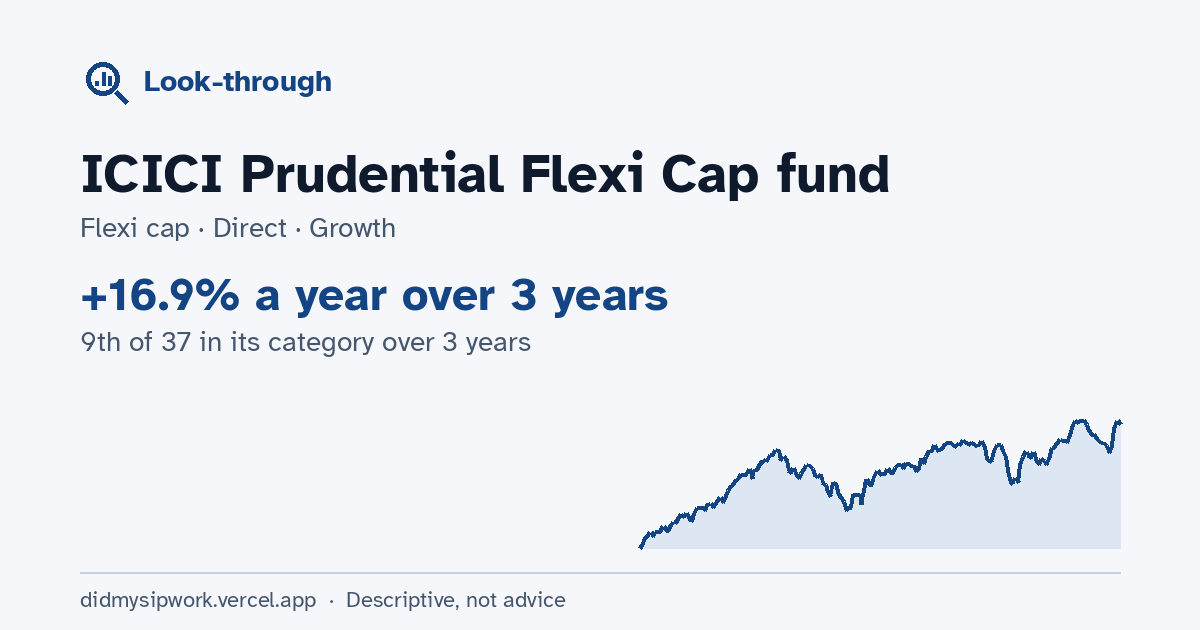 Look-through
ICICI Prudential Flexi Cap fund
Flexi cap · Direct · Growth
+16.9% a year over 3 years
9th of 37 in its category over 3 years
didmysipwork.vercel.app · Descriptive, not advice